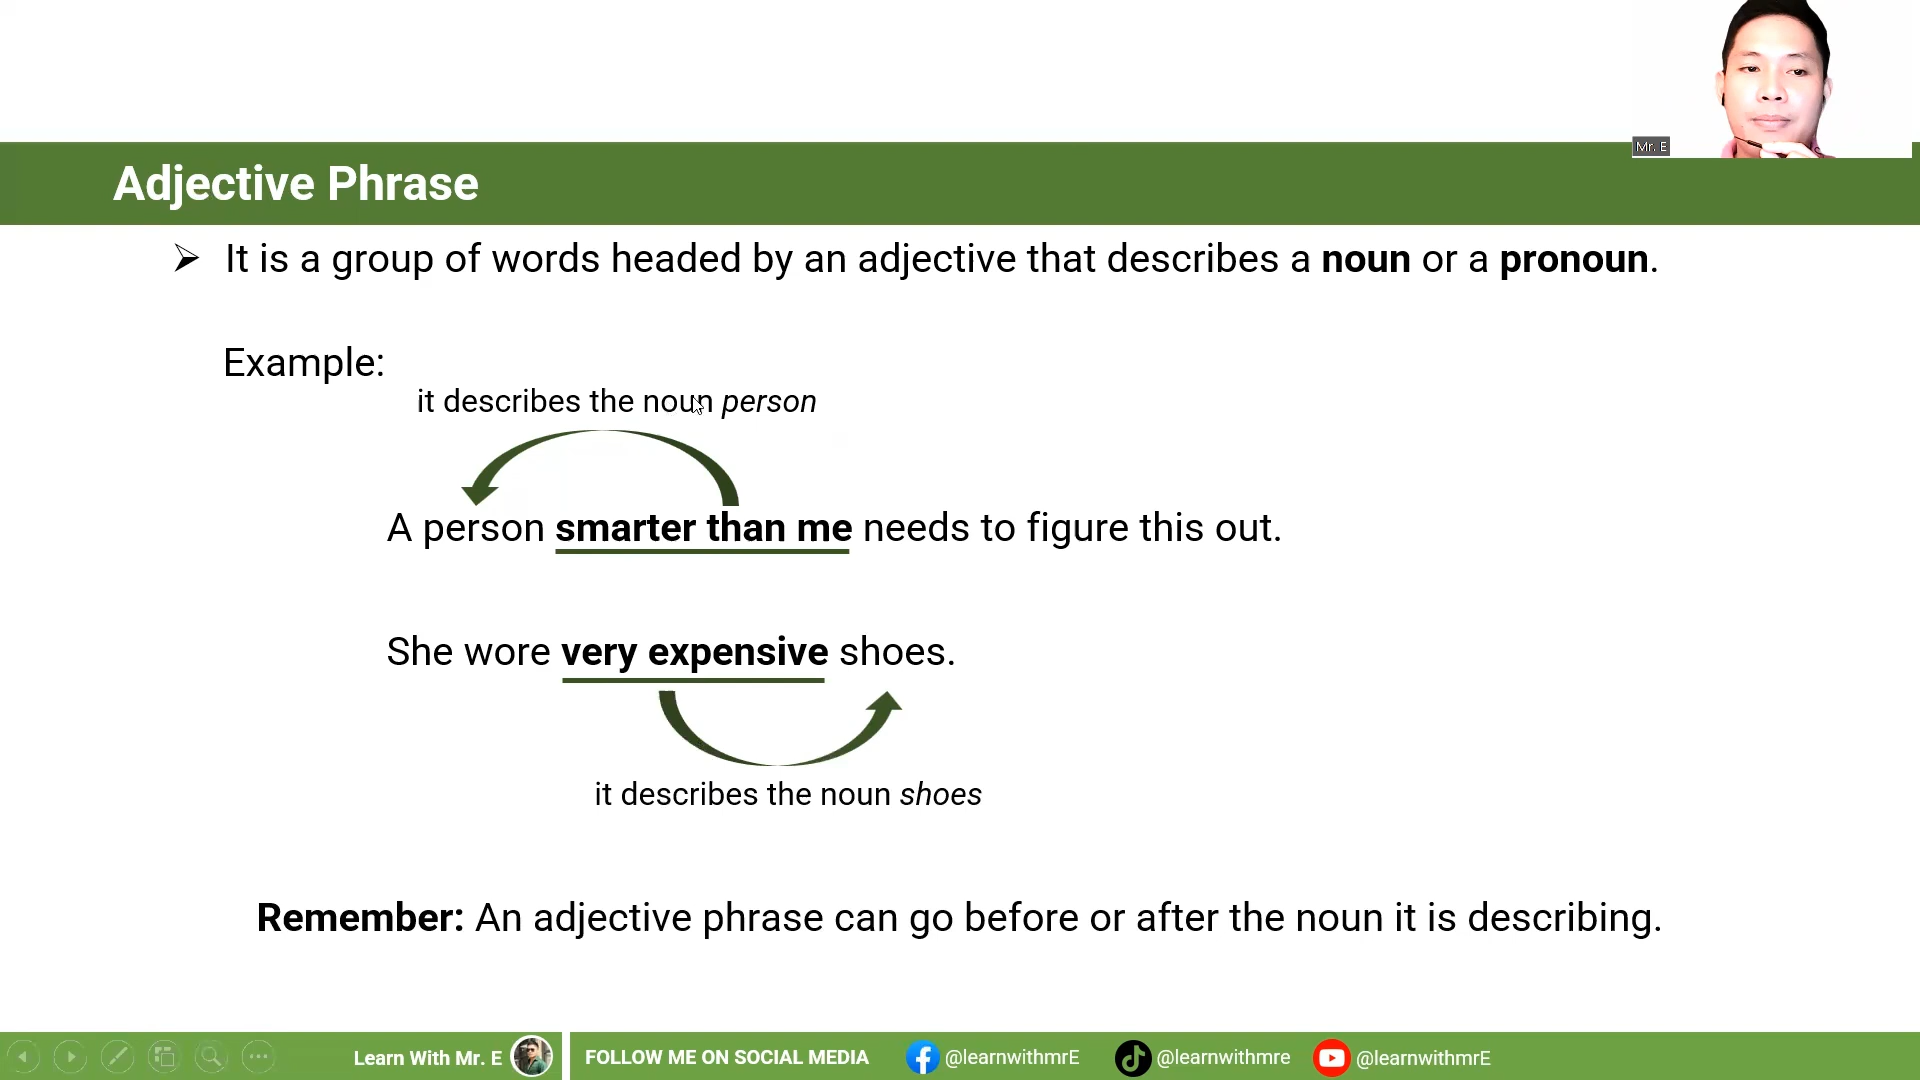 Mr. E
Adjective Phrase
➢ It is a group of words headed by an adjective that describes a noun or a pronoun.
Example:
it describes the noun person
A person smarter than me needs to figure this out.
She wore very expensive shoes.
it describes the noun shoes
Remember: An adjective phrase can go before or after the noun it is describing.
Learn With Mr. E
FOLLOW ME ON SOCIAL MEDIA
@learnwithmrE
@learnwithmre
@learnwithmrE